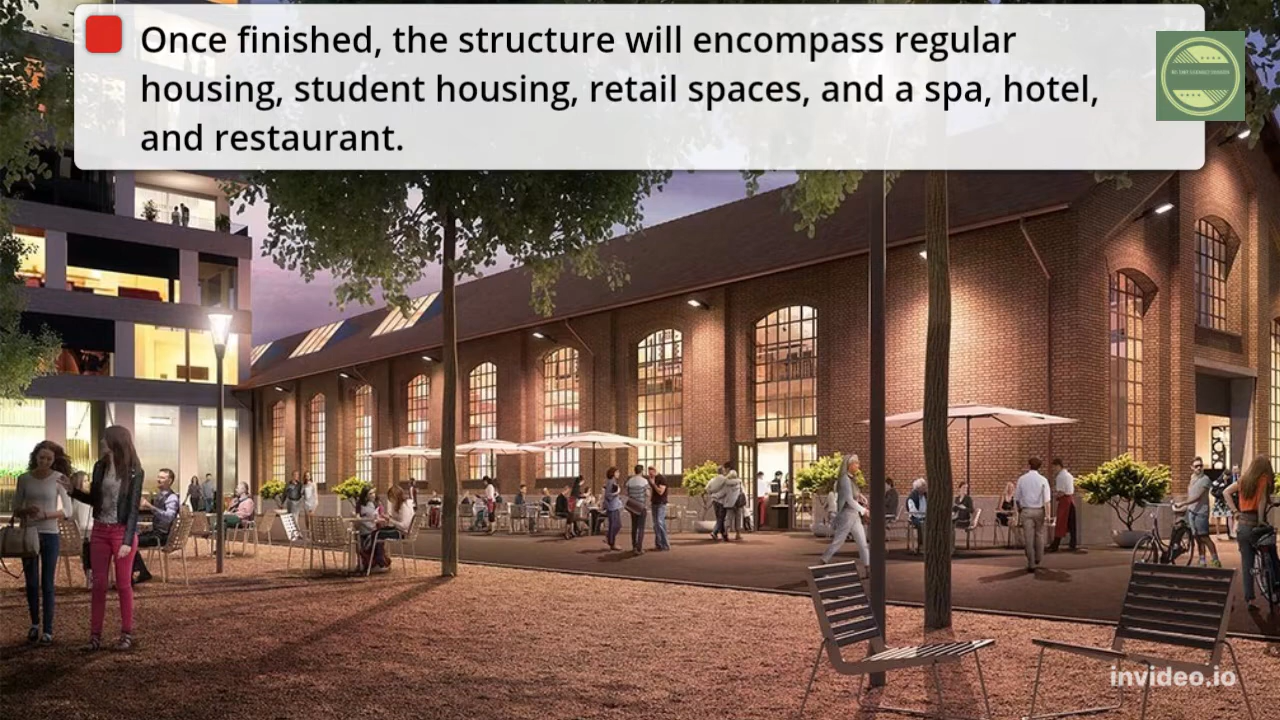 Once finished, the structure will encompass regular
housing, student housing, retail spaces, and a spa, hotel,
and restaurant.
invideo.io